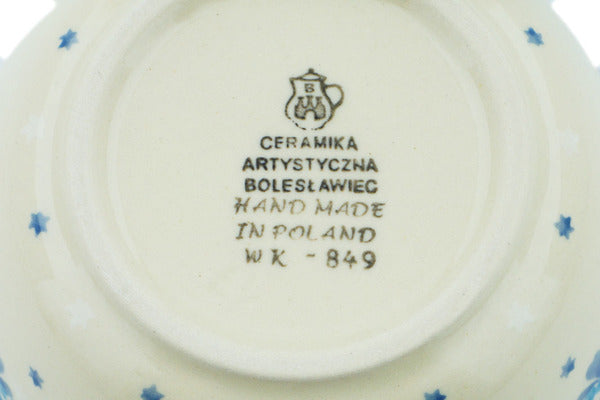 B
CERAMIKA
ARTYSTYCZNA
BOLESŁAWIEC
HAND MADE
IN POLAND
WK - 849